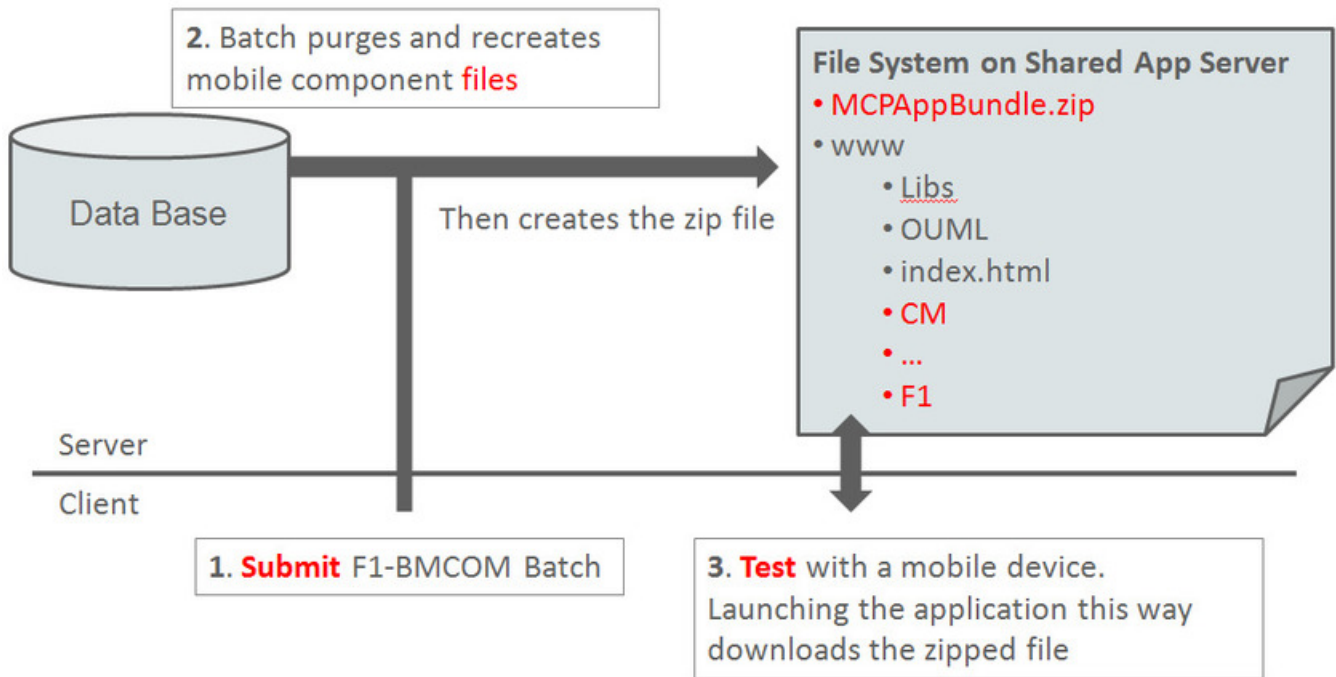 2. Batch purges and recreates
mobile component files
Data Base
Then creates the zip file
File System on Shared App Server
• MCPAppBundle.zip
• www
• Libs
• OUML
• index.html
• CM
• ...
• F1
Server
Client
1. Submit F1-BMCOM Batch
3. Test with a mobile device.
Launching the application this way
downloads the zipped file